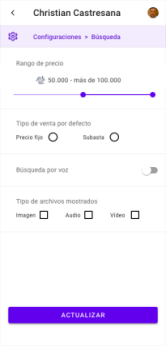 Christian Castresana
Configuraciones > Búsqueda
Rango de precio
50.000 - más de 100.000
Tipo de venta por defecto
Precio fijo Subasta
Búsqueda por voz
Tipo de archivos mostrados
Imagen Audio Video
ACTUALIZAR